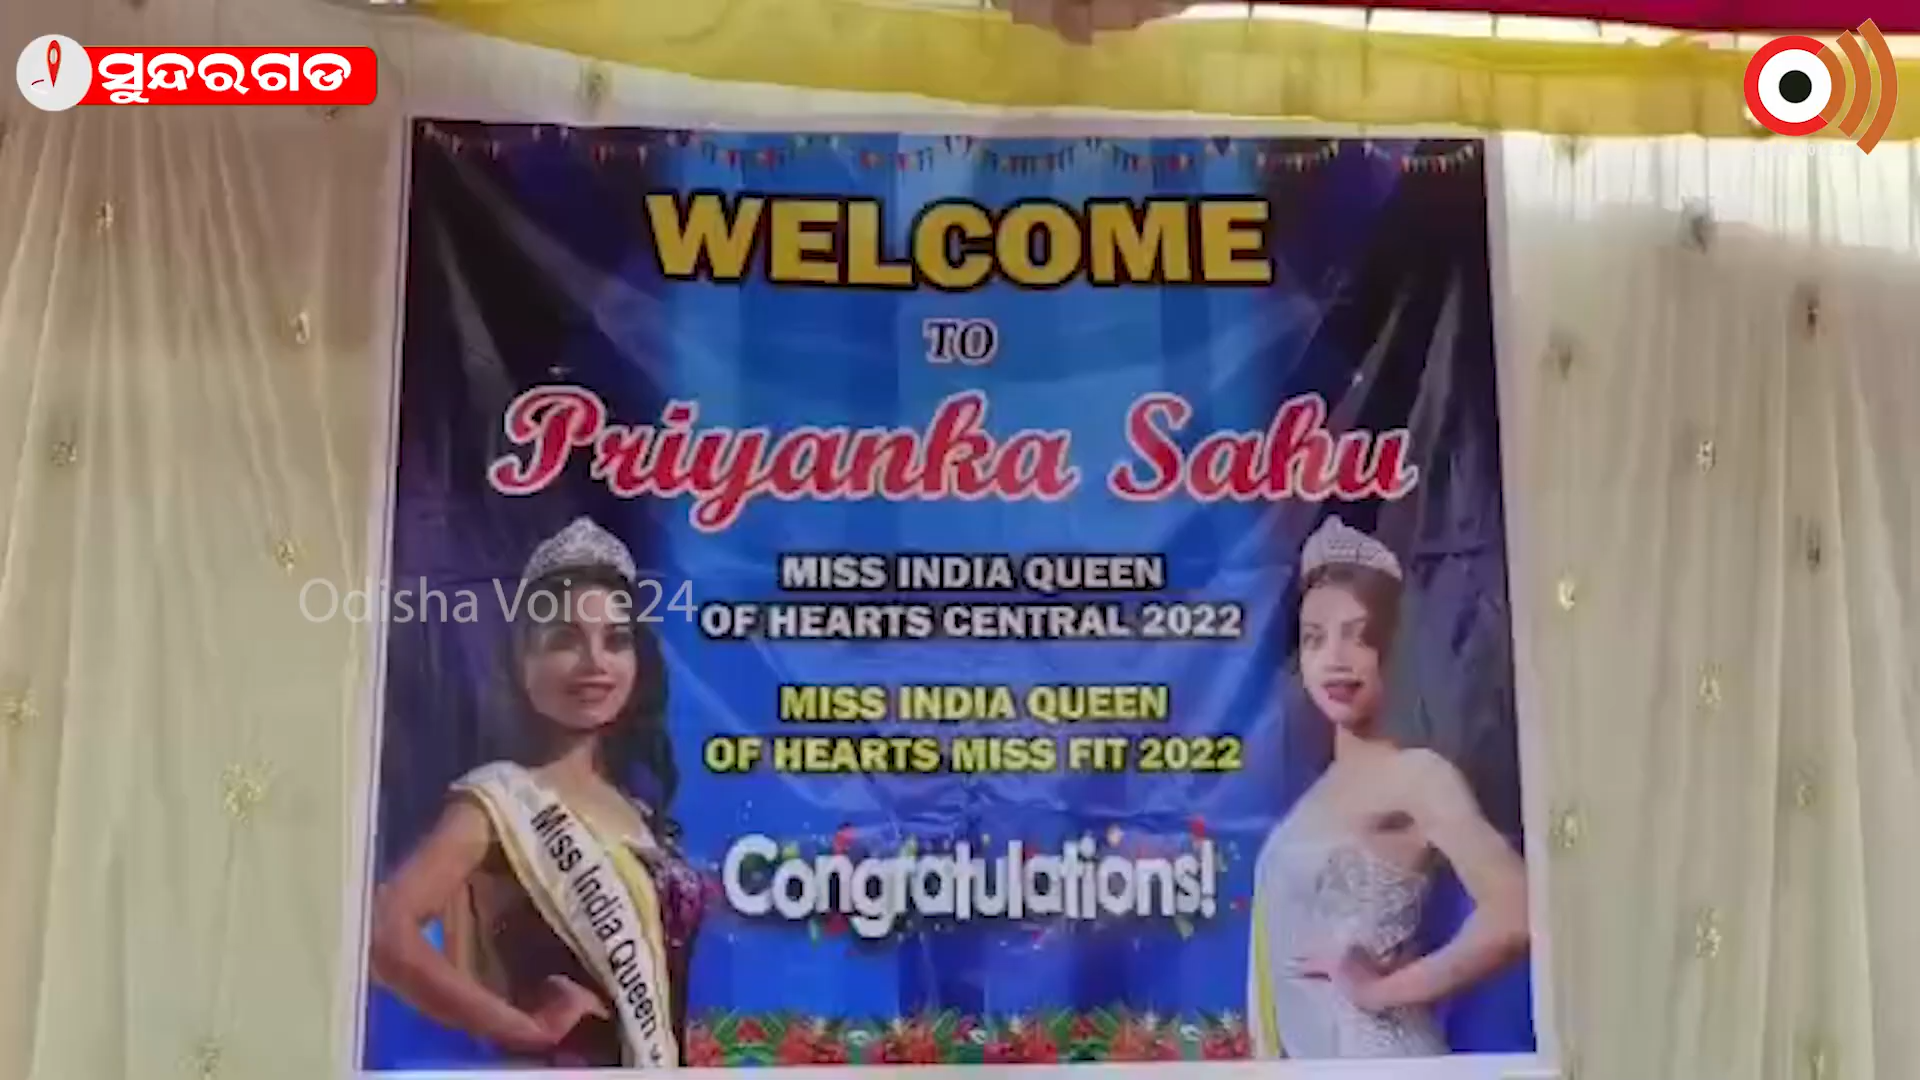 ସୁନ୍ଦରଗଡ
WELCOME
TO
Priyanka Sahu
MISS INDIA QUEEN
OF HEARTS CENTRAL 2022
MISS INDIA QUEEN
OF HEARTS MISS FIT 2022
Congratulations!
Odisha Voice24
Miss India Queen